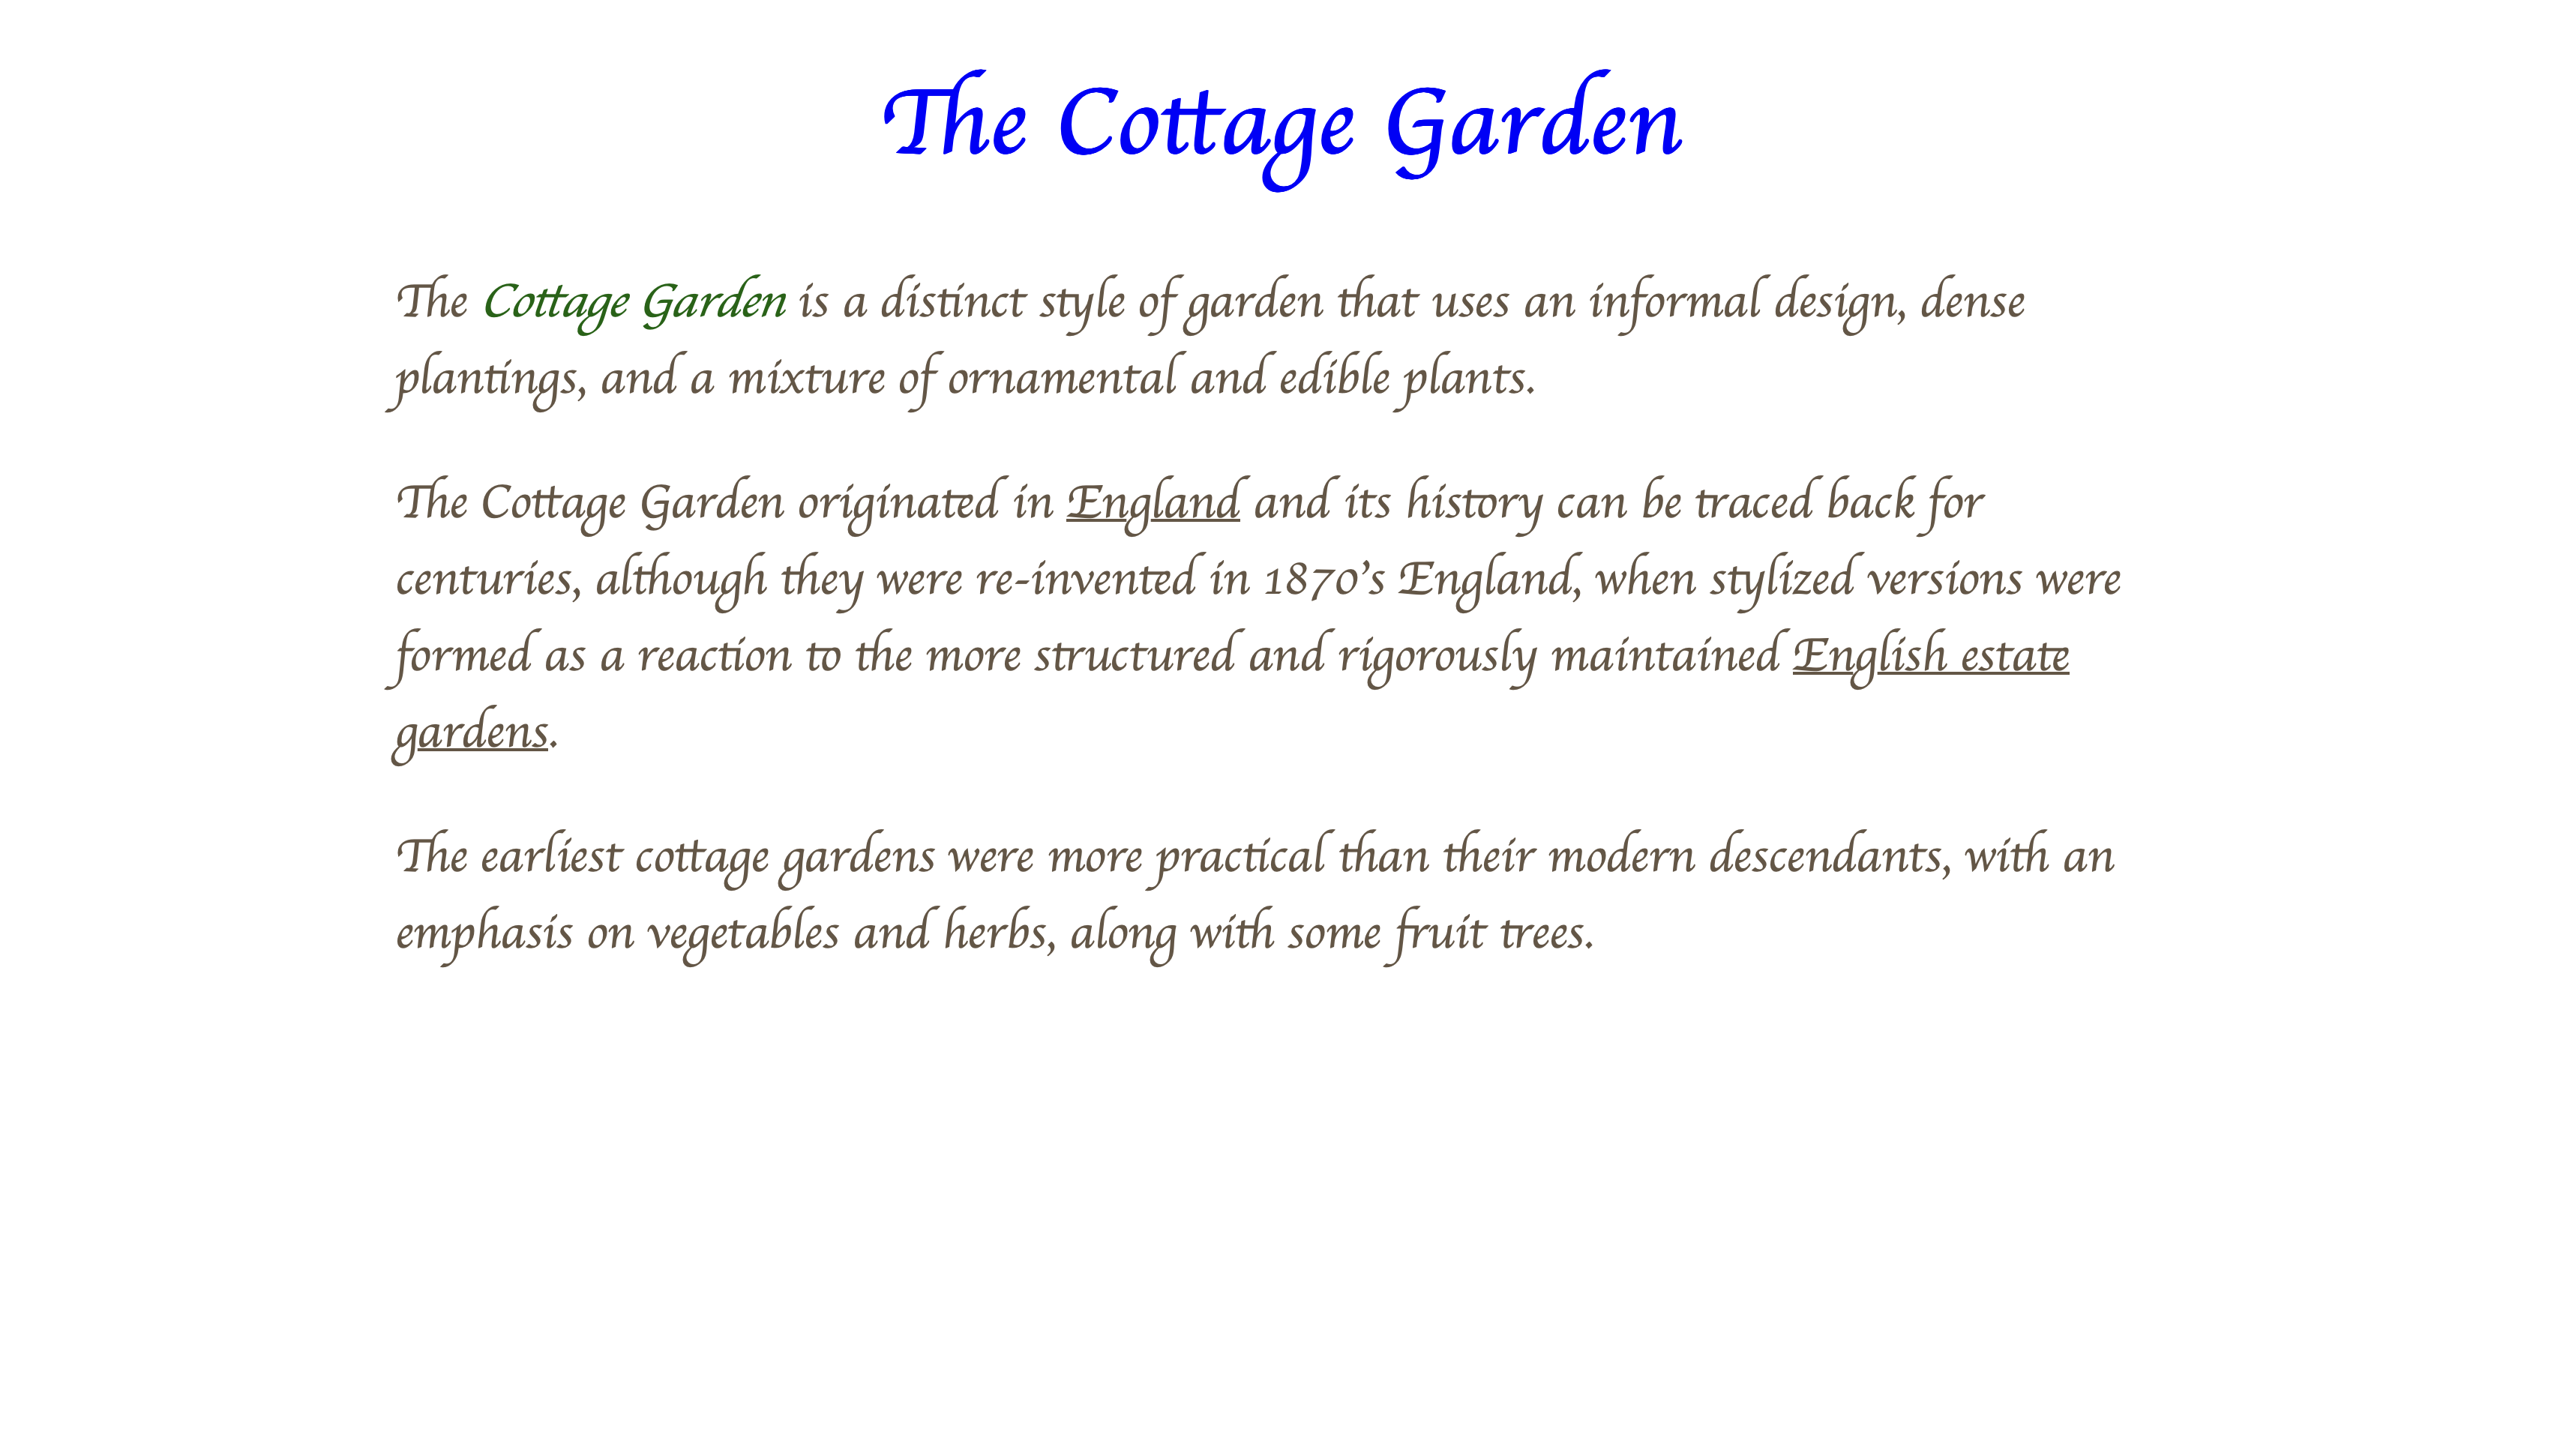 The Cottage Garden
The Cottage Garden is a distinct style of garden that uses an informal design, dense
plantings, and a mixture of ornamental and edible plants.
The Cottage Garden originated in England and its history can be traced back for
centuries, although they were re-invented in 1870's England, when stylized versions were
formed as a reaction to the more structured and rigorously maintained English estate
gardens.
The earliest cottage gardens were more practical than their modern descendants, with an
emphasis on vegetables and herbs, along with some fruit trees.